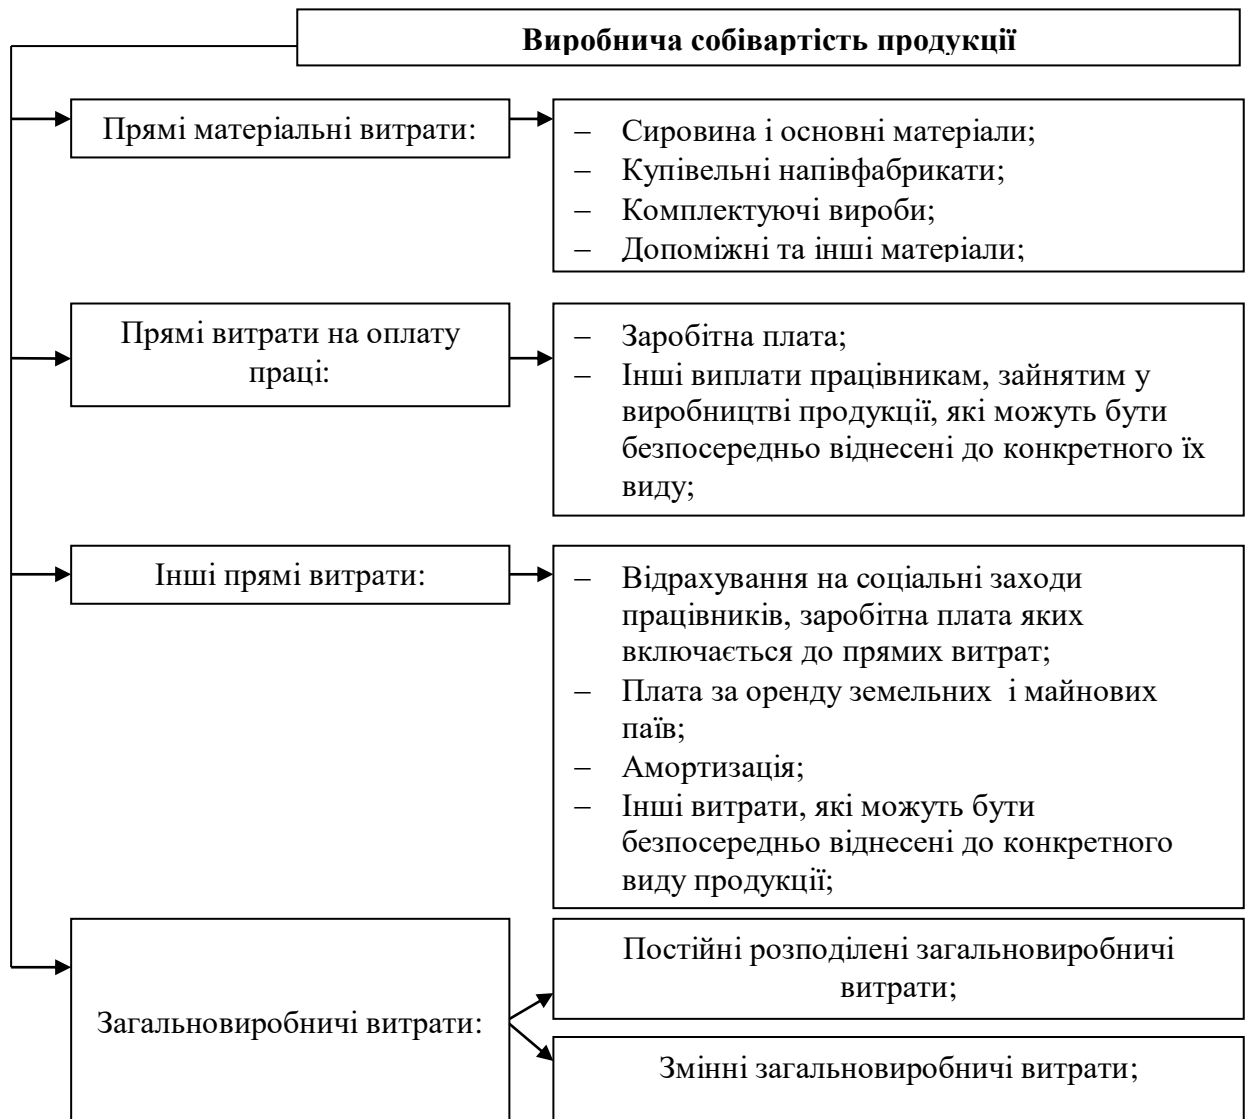 Виробнича собівартість продукції
Прямі матеріальні витрати:
– Сировина і основні матеріали;
– Купівельні напівфабрикати;
– Комплектуючі вироби;
– Допоміжні та інші матеріали;
Прямі витрати на оплату
праці:
– Заробітна плата;
– Інші виплати працівникам, зайнятим у
виробництві продукції, які можуть бути
безпосередньо віднесені до конкретного їх
виду;
Інші прямі витрати:
– Відрахування на соціальні заходи
працівників, заробітна плата яких
включається до прямих витрат;
– Плата за оренду земельних і майнових
паїв;
– Амортизація;
– Інші витрати, які можуть бути
безпосередньо віднесені до конкретного
виду продукції;
Загальновиробничі витрати:
Постійні розподілені загальновиробничі
витрати;
Змінні загальновиробничі витрати;